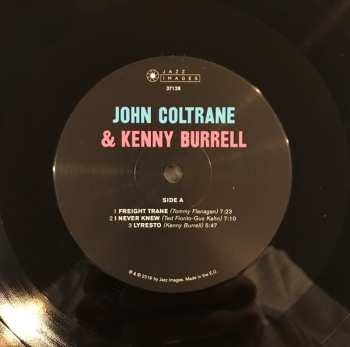 JAZZ
IMAGES
37138
JOHN COLTRANE
& KENNY BURRELL
SIDE A
1 FREIGHT TRANE (Tommy Flanagan) 7:23
2 I NEVER KNEW (Ted Fiorito-Gus Kahn) 7:10
3 LYRESTO (Kenny Burrell) 5:47
℗ & © 2018 by Jazz Images. Made in the E.U.